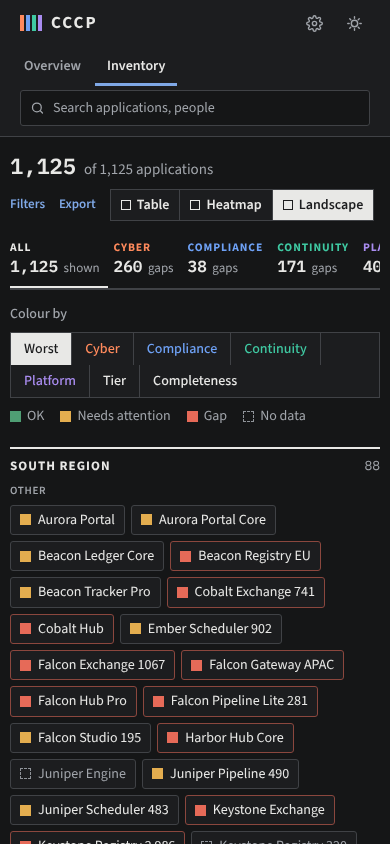 CCCP
Overview Inventory
Search applications, people
1,125 of 1,125 applications
Filters Export Table Heatmap Landscape
ALL CYBER COMPLIANCE CONTINUITY
1,125 shown 260 gaps 38 gaps 171 gaps
Colour by
Worst Cyber Compliance Continuity
Platform Tier Completeness
OK Needs attention Gap No data
SOUTH REGION 88
OTHER
Aurora Portal Aurora Portal Core
Beacon Ledger Core Beacon Registry EU
Beacon Tracker Pro Cobalt Exchange 741
Cobalt Hub Ember Scheduler 902
Falcon Exchange 1067 Falcon Gateway APAC
Falcon Hub Pro Falcon Pipeline Lite 281
Falcon Studio 195 Harbor Hub Core
Juniper Engine Juniper Pipeline 490
Juniper Scheduler 483 Keystone Exchange